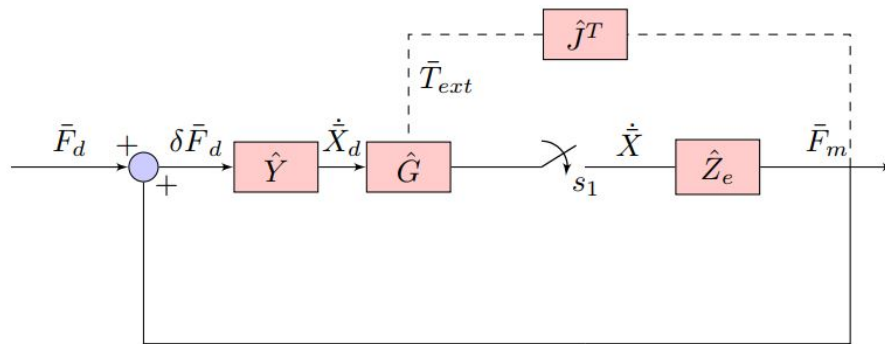 Ĵ^T
T̄_ext
F̄_d + δF̄_d Ŷ Ẋ̄_d Ĝ s_1 Ẋ̄ Ẑ_e F̄_m
+